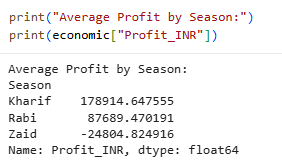 print("Average Profit by Season:")
print(economic["Profit_INR"])
Average Profit by Season:
Season
Kharif    178914.647555
Rabi       87689.470191
Zaid      -24804.824916
Name: Profit_INR, dtype: float64